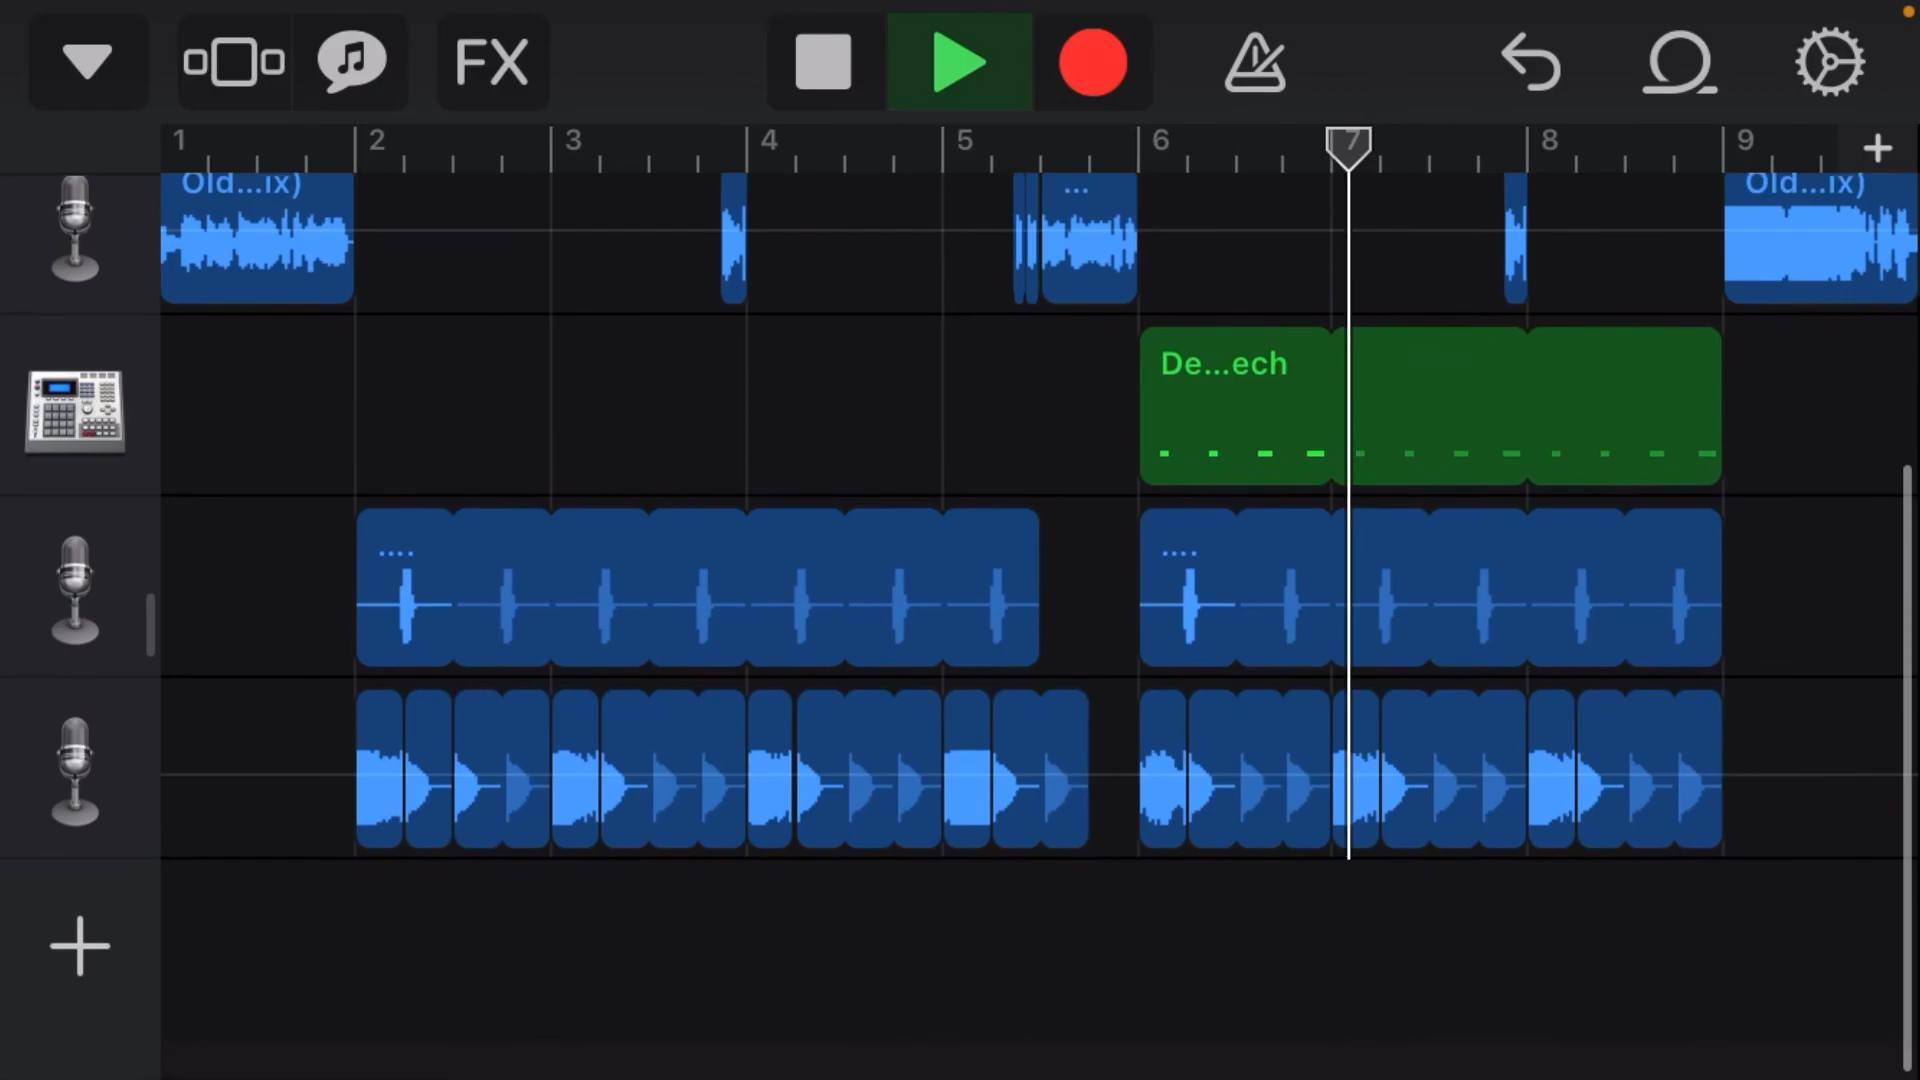 FX
1 2 3 4 5 6 7 8 9
Old...ix) ... Old...ix)
De...ech
.... ....